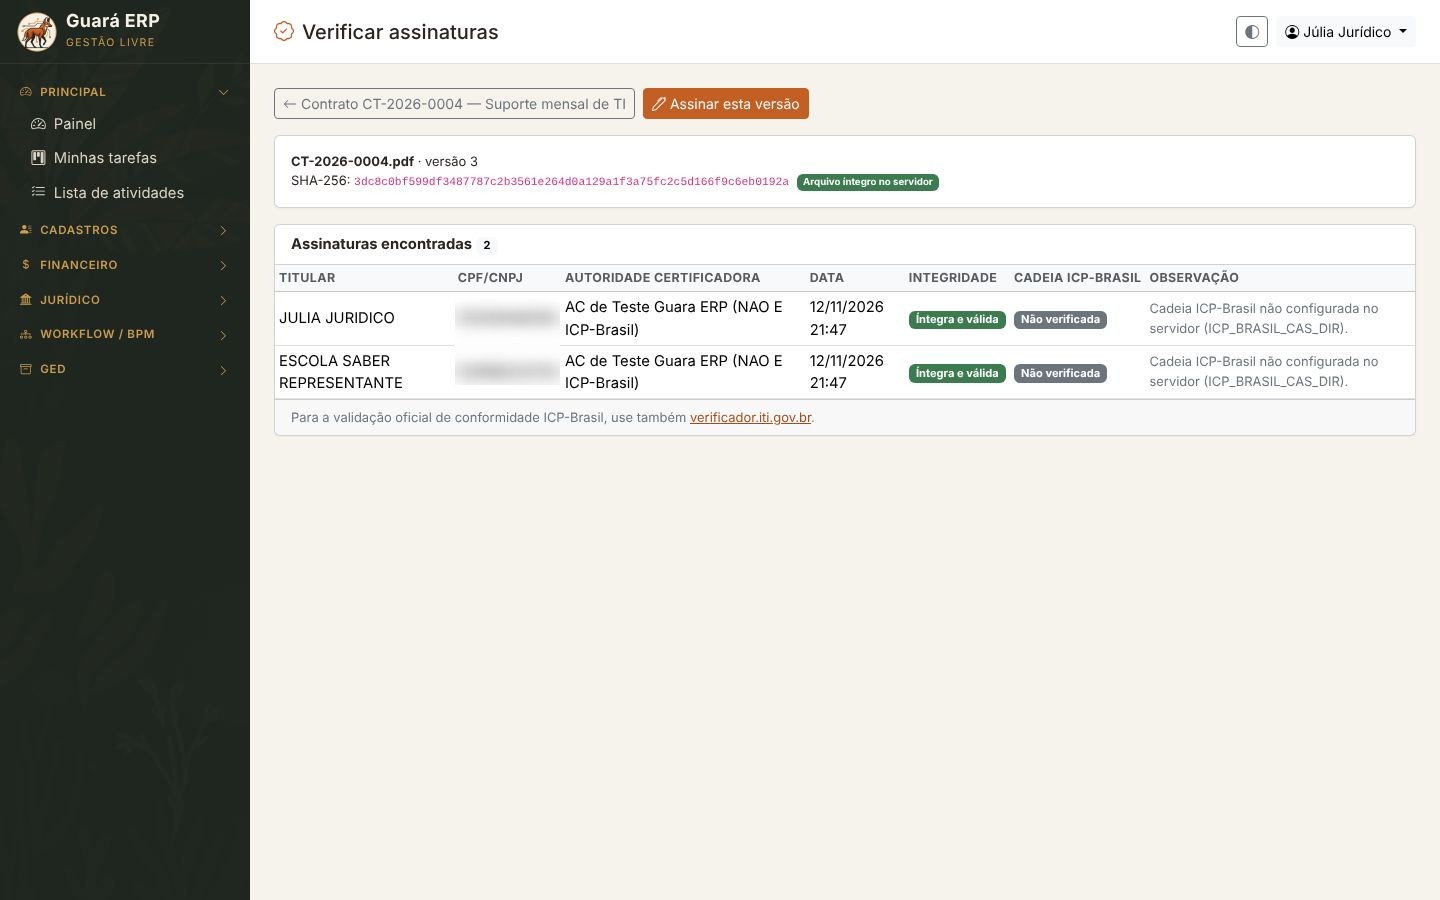 Guará ERP
GESTÃO LIVRE
PRINCIPAL
Painel
Minhas tarefas
Lista de atividades
CADASTROS
FINANCEIRO
JURÍDICO
WORKFLOW / BPM
GED
Verificar assinaturas
Júlia Jurídico
← Contrato CT-2026-0004 — Suporte mensal de TI
Assinar esta versão
CT-2026-0004.pdf · versão 3
SHA-256: 3dc8c0bf599df3487787c2b3561e264d0a129a1f3a75fc2c5d166f9c6eb0192a Arquivo íntegro no servidor
Assinaturas encontradas 2
TITULAR CPF/CNPJ AUTORIDADE CERTIFICADORA DATA INTEGRIDADE CADEIA ICP-BRASIL OBSERVAÇÃO
JULIA JURIDICO AC de Teste Guara ERP (NAO E ICP-Brasil) 12/11/2026 21:47 Íntegra e válida Não verificada Cadeia ICP-Brasil não configurada no servidor (ICP_BRASIL_CAS_DIR).
ESCOLA SABER REPRESENTANTE AC de Teste Guara ERP (NAO E ICP-Brasil) 12/11/2026 21:47 Íntegra e válida Não verificada Cadeia ICP-Brasil não configurada no servidor (ICP_BRASIL_CAS_DIR).
Para a validação oficial de conformidade ICP-Brasil, use também verificador.iti.gov.br.